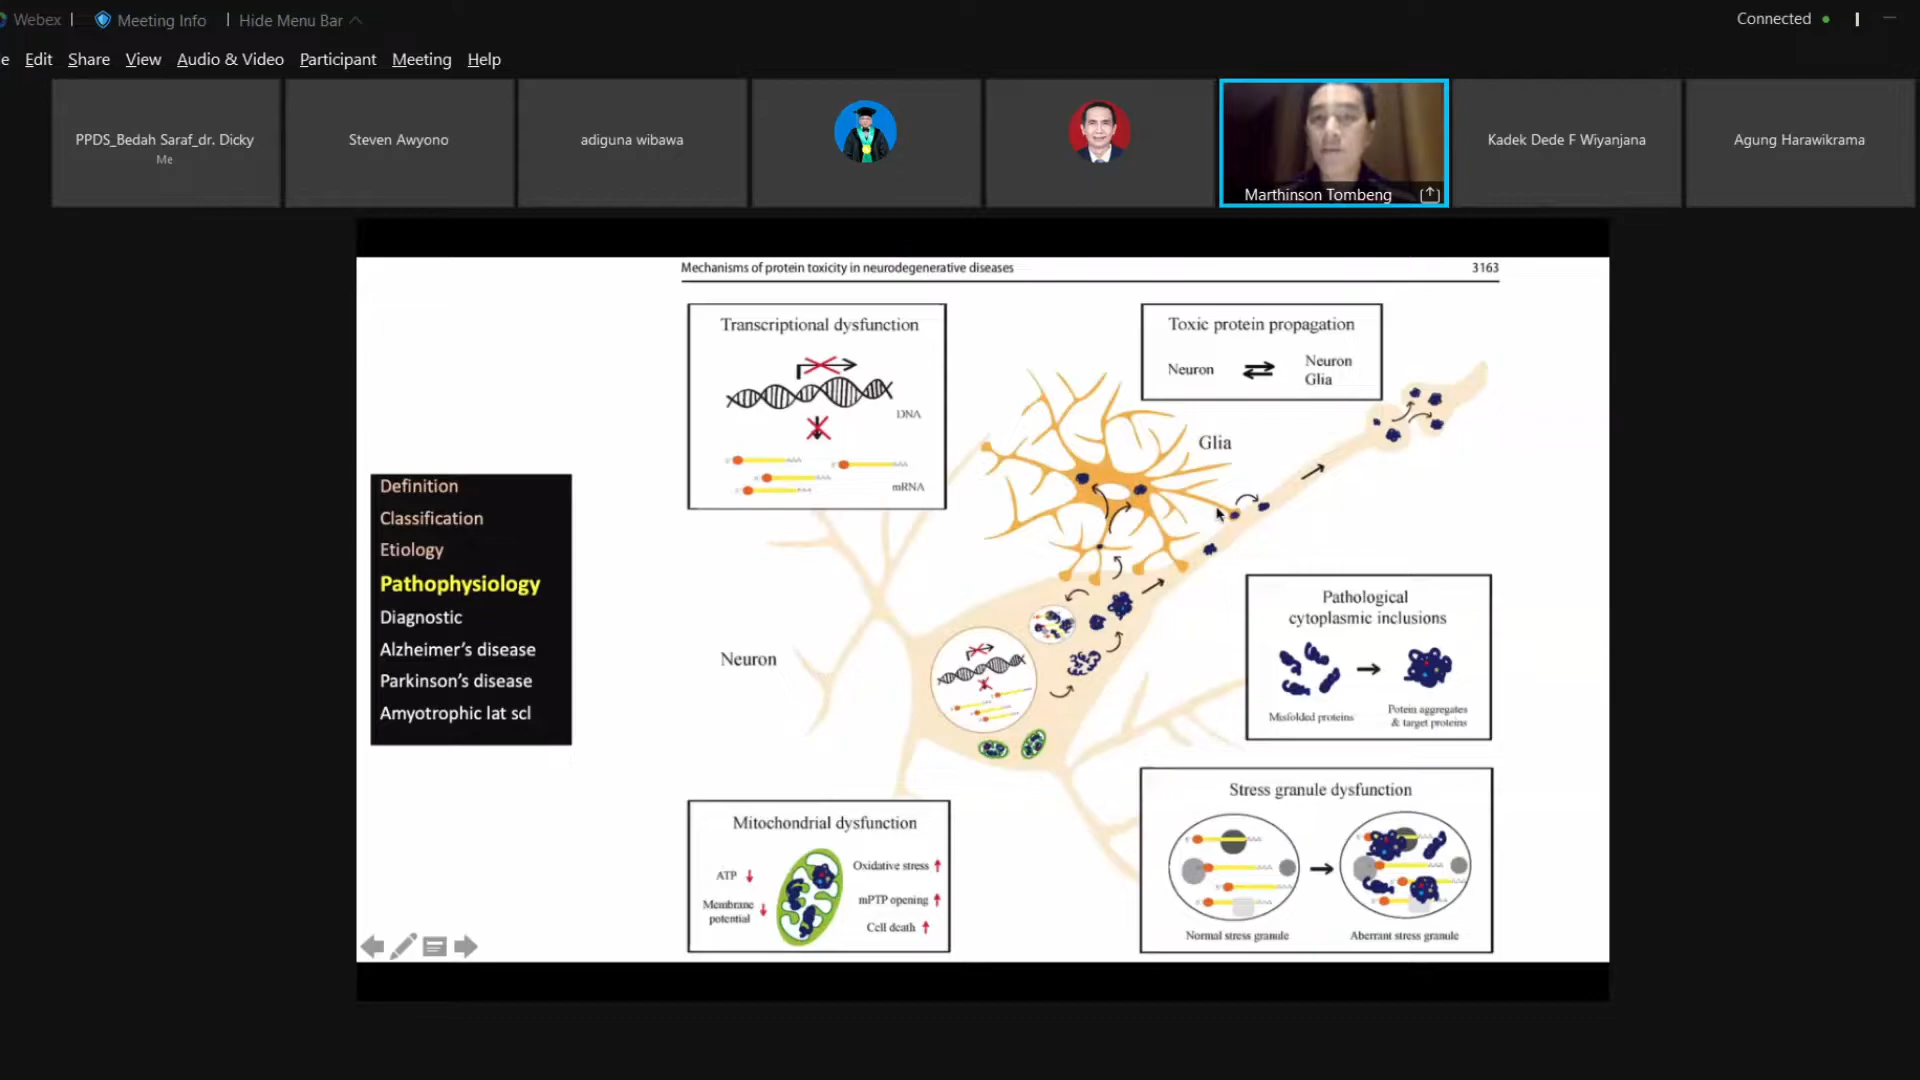 Webex
Meeting Info
Hide Menu Bar
Connected
e Edit Share View Audio & Video Participant Meeting Help
PPDS_Bedah Saraf_dr. Dicky
Me
Steven Awyono
adiguna wibawa
Marthinson Tombeng
Kadek Dede F Wiyanjana
Agung Harawikrama
Mechanisms of protein toxicity in neurodegenerative diseases
3163
Definition
Classification
Etiology
Pathophysiology
Diagnostic
Alzheimer's disease
Parkinson's disease
Amyotrophic lat scl
Transcriptional dysfunction
DNA
mRNA
Toxic protein propagation
Neuron
Neuron
Glia
Glia
Neuron
Pathological
cytoplasmic inclusions
Misfolded proteins
Potein aggregates
& target proteins
Mitochondrial dysfunction
ATP
Membrane
potential
Oxidative stress
mPTP opening
Cell death
Stress granule dysfunction
Normal stress granule
Aberrant stress granule